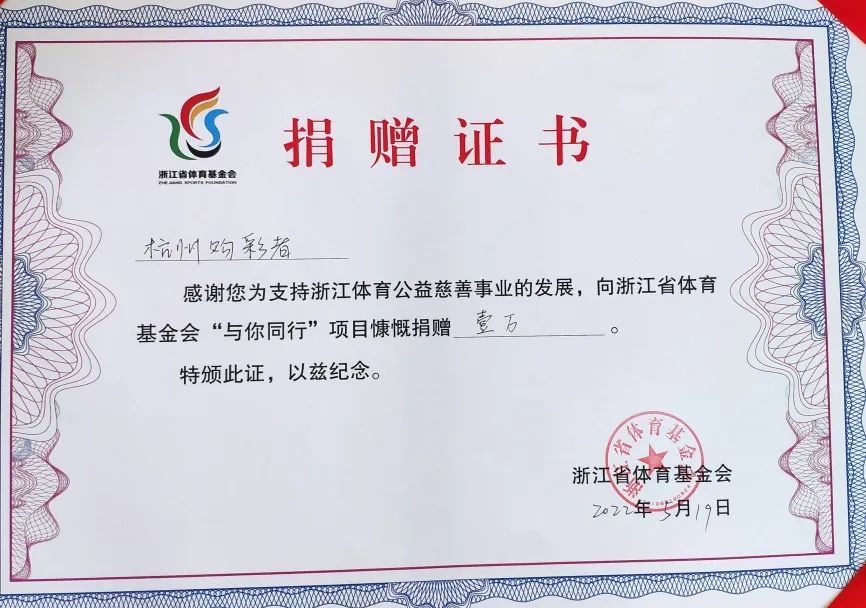 捐赠证书
浙江省体育基金会
ZHEJIANG SPORTS FOUNDATION
杭州购彩者
感谢您为支持浙江体育公益慈善事业的发展，向浙江省体育
基金会“与你同行”项目慷慨捐赠壹万。
特颁此证，以兹纪念。
浙江省体育基金会
浙江省体育基金会
2022年5月19日